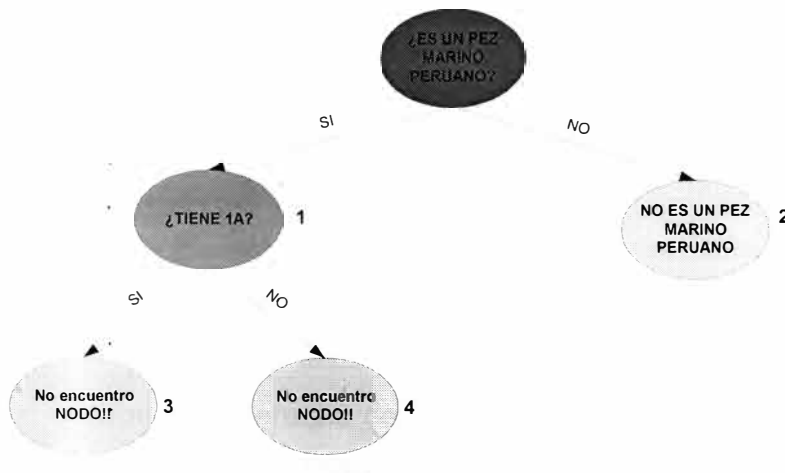 ¿ES UN PEZ
MARINO
PERUANO?
SI
NO
¿TIENE 1A?
1
NO ES UN PEZ
MARINO
PERUANO
2
SI
NO
No encuentro
NODO!!
3
No encuentro
NODO!!
4